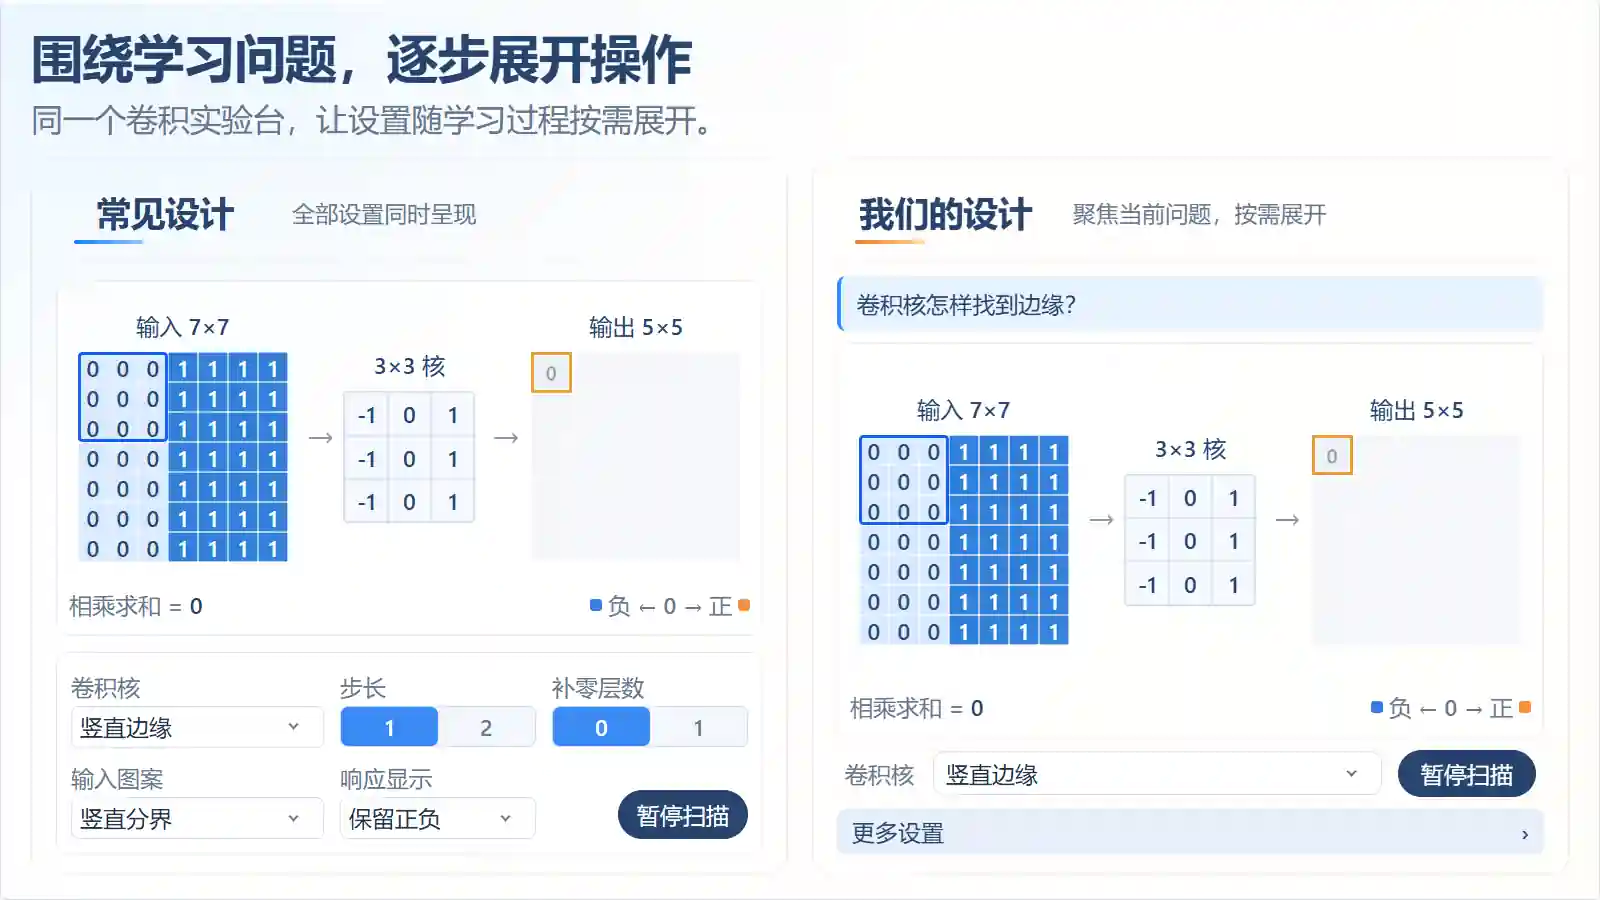 围绕学习问题，逐步展开操作
同一个卷积实验台，让设置随学习过程按需展开。
常见设计
全部设置同时呈现
输入 7×7
0 0 0 1 1 1 1
0 0 0 1 1 1 1
0 0 0 1 1 1 1
0 0 0 1 1 1 1
0 0 0 1 1 1 1
0 0 0 1 1 1 1
0 0 0 1 1 1 1
→
3×3 核
-1 0 1
-1 0 1
-1 0 1
→
输出 5×5
0
相乘求和 = 0
负 ← 0 → 正
卷积核
竖直边缘
步长
1 2
补零层数
0 1
输入图案
竖直分界
响应显示
保留正负
暂停扫描
我们的设计
聚焦当前问题，按需展开
卷积核怎样找到边缘？
输入 7×7
0 0 0 1 1 1 1
0 0 0 1 1 1 1
0 0 0 1 1 1 1
0 0 0 1 1 1 1
0 0 0 1 1 1 1
0 0 0 1 1 1 1
0 0 0 1 1 1 1
→
3×3 核
-1 0 1
-1 0 1
-1 0 1
→
输出 5×5
0
相乘求和 = 0
负 ← 0 → 正
卷积核
竖直边缘
暂停扫描
更多设置 ›